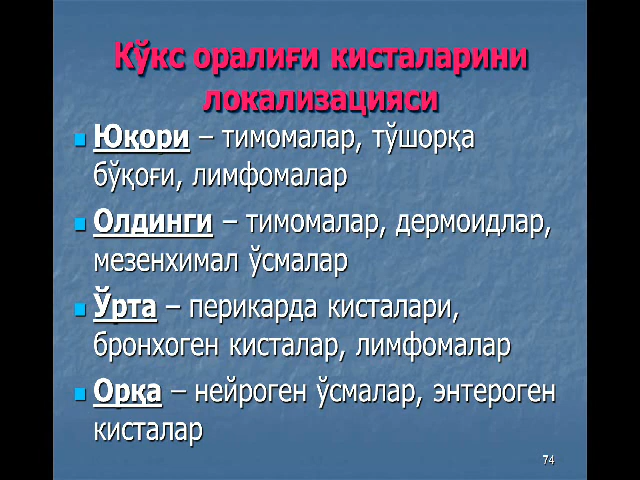 Кўкс оралиғи кисталарини
локализацияси
Юқори – тимомалар, тўшорқа
бўқоғи, лимфомалар
Олдинги – тимомалар, дермоидлар,
мезенхимал ўсмалар
Ўрта – перикарда кисталари,
бронхоген кисталар, лимфомалар
Орқа – нейроген ўсмалар, энтероген
кисталар
74